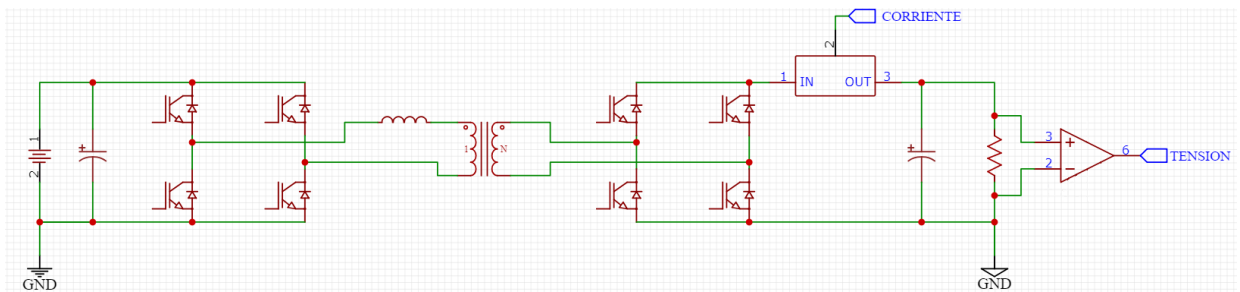 CORRIENTE
2
1
IN
OUT
3
1
2
1
N
3
+
2
−
6
TENSION
+
+
GND
GND